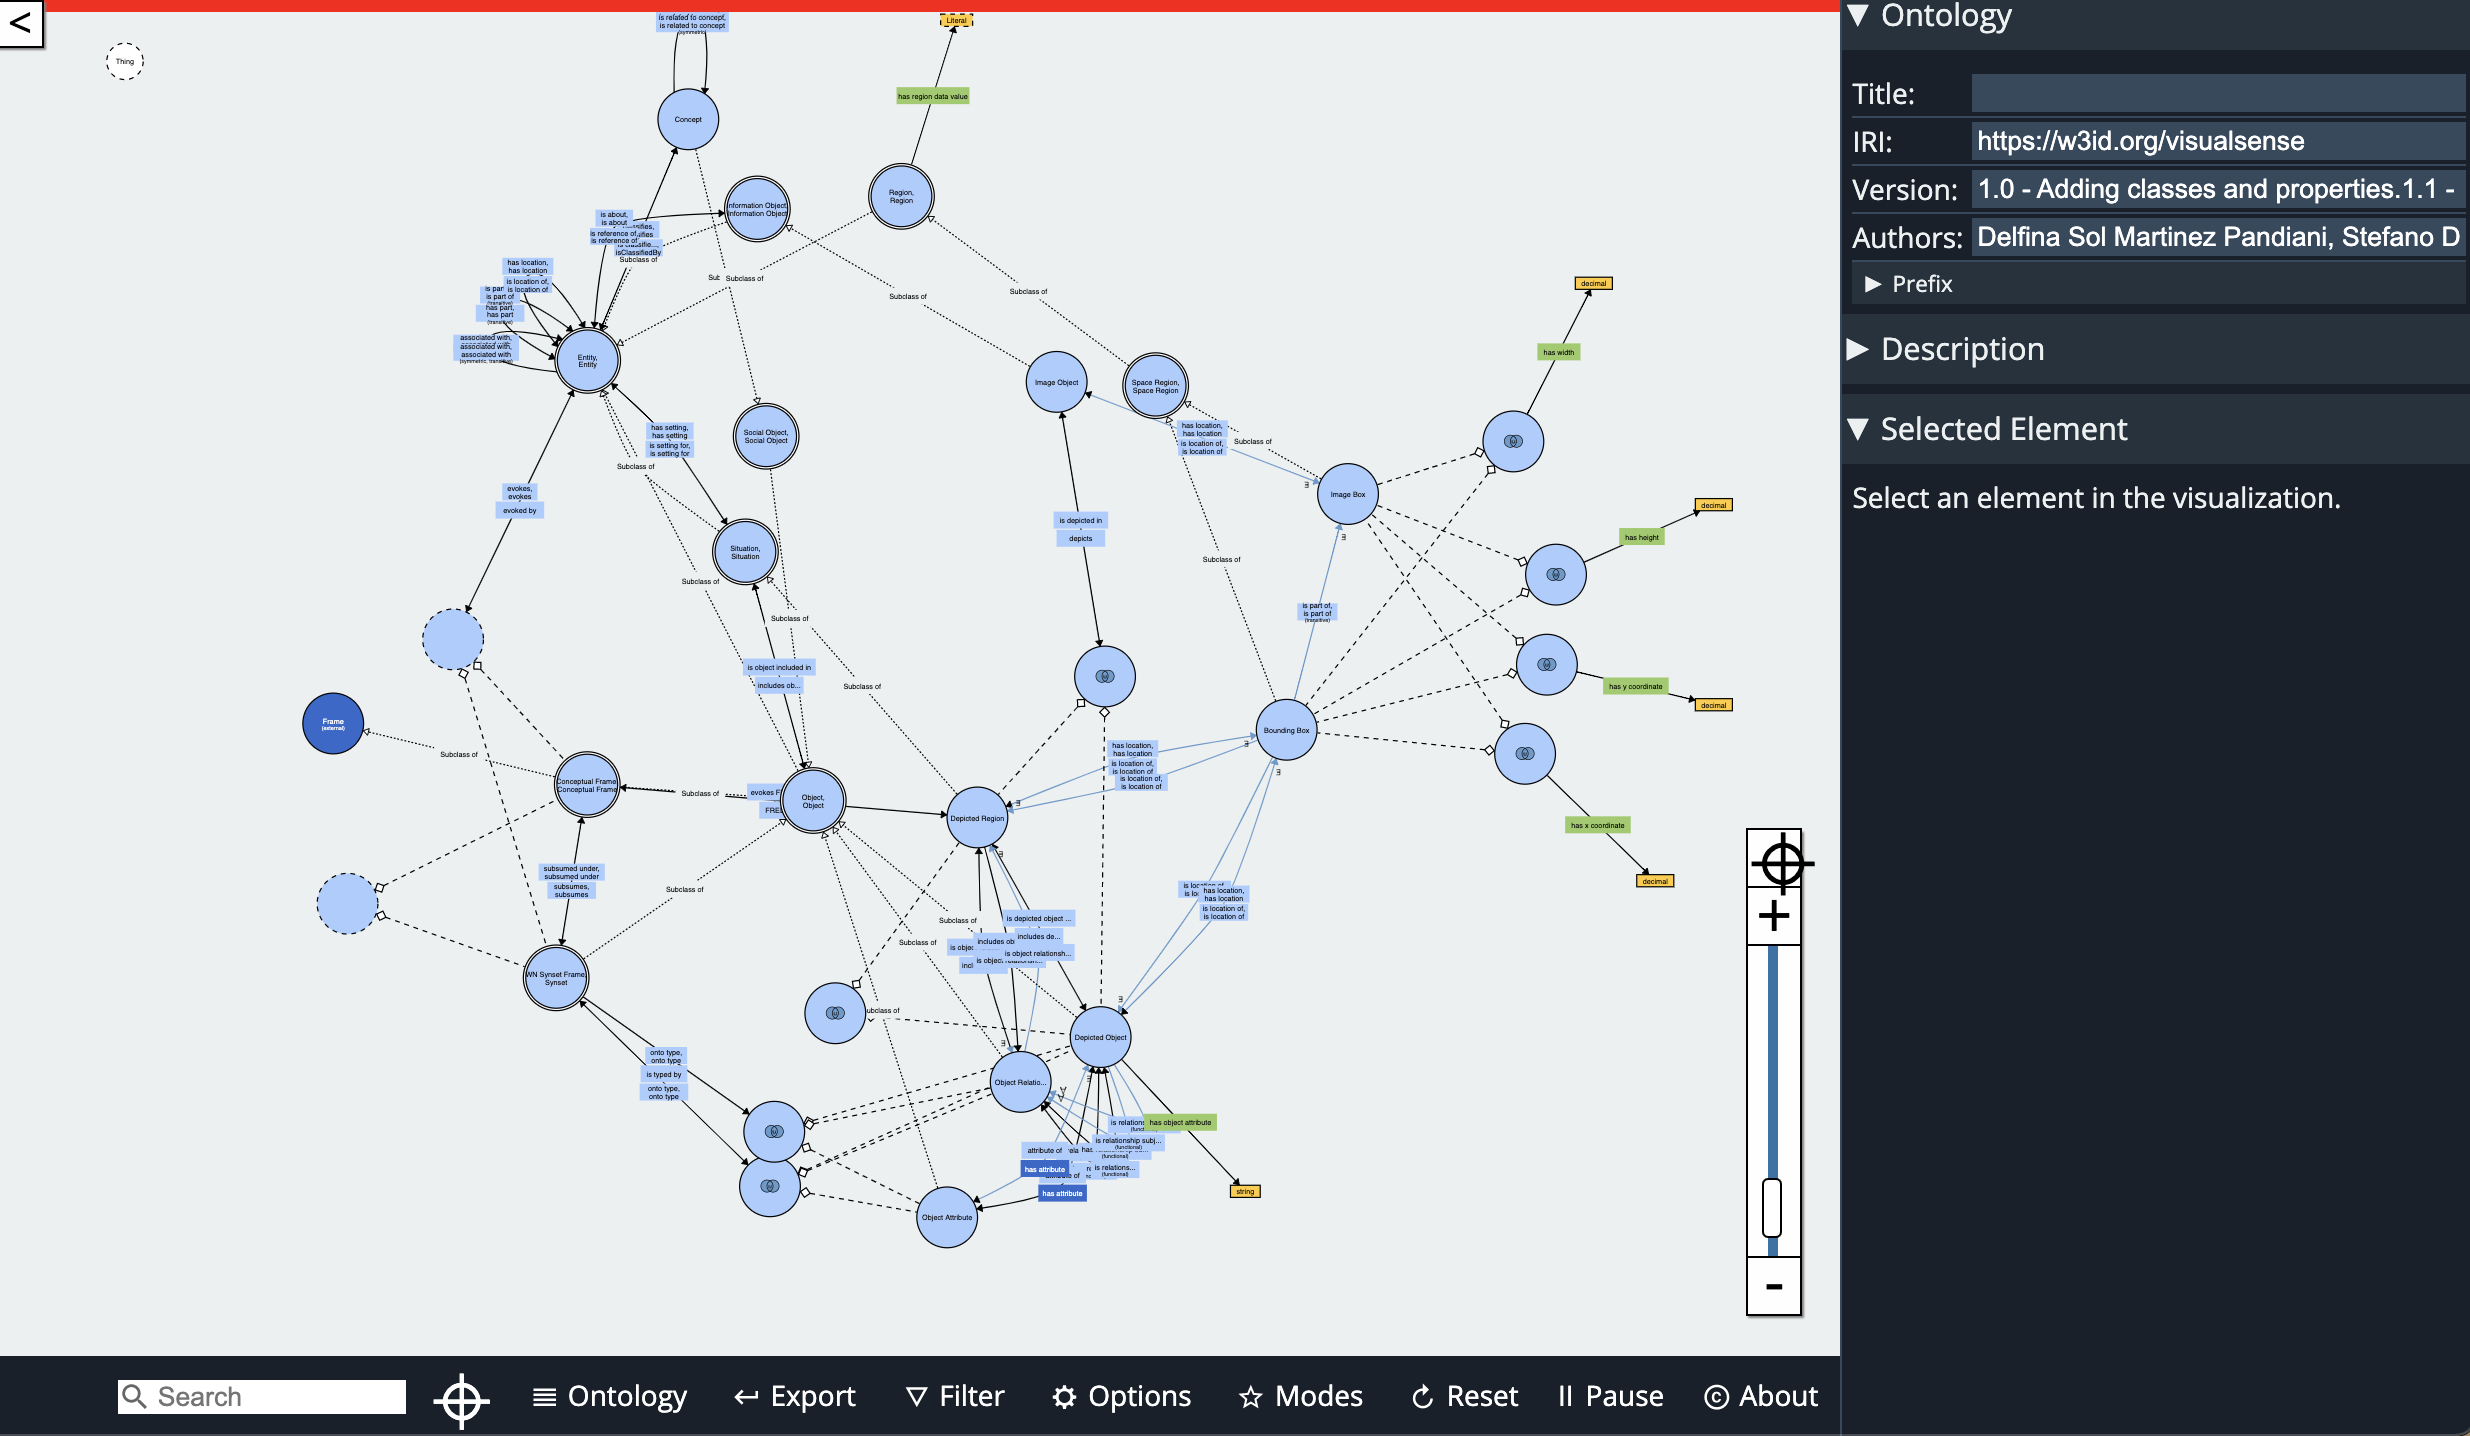 <
Thing
is related to concept,
is related to concept
(symmetric)
Literal
has region data value
Concept
Information Object,
Information Object
Region,
Region
is about,
is about
is reference of,
is reference of
isClassifiedBy
Subclass of
Subclass of
has location,
has location
is location of,
is location of
is part of
(transitive)
has part,
has part
(transitive)
associated with,
associated with,
associated with
(symmetric, transitive)
Entity,
Entity
Subclass of
Subclass of
decimal
has width
Image Object
Space Region,
Space Region
Social Object,
Social Object
has setting,
has setting
is setting for,
is setting for
has location,
has location
is location of,
is location of
Subclass of
Subclass of
Image Box
evokes,
evokes
evoked by
is depicted in
depicts
decimal
has height
Situation,
Situation
Subclass of
Subclass of
Subclass of
is part of,
is part of
(transitive)
is object included in
includes ob...
Subclass of
has y coordinate
decimal
Frame
(external)
Subclass of
Bounding Box
has location,
has location
is location of,
is location of
is location of,
is location of
Conceptual Frame,
Conceptual Frame
Subclass of
Object,
Object
Depicted Region
has x coordinate
decimal
subsumed under,
subsumed under
subsumes,
subsumes
Subclass of
has location,
has location
is location of,
is location of
is depicted object ...
includes de...
is object relationsh...
Subclass of
Subclass of
WN Synset Frame,
Synset
Depicted Object
Object Relatio...
onto type,
onto type
is typed by
onto type,
onto type
has object attribute
is relationship subj...
(functional)
(functional)
is relations...
(functional)
attribute of
has attribute
has attribute
Object Attribute
string
+
-
Search
Ontology
Export
Filter
Options
Modes
Reset
Pause
About
Ontology
Title:
IRI: https://w3id.org/visualsense
Version: 1.0 - Adding classes and properties.1.1 -
Authors: Delfina Sol Martinez Pandiani, Stefano D
Prefix
Description
Selected Element
Select an element in the visualization.